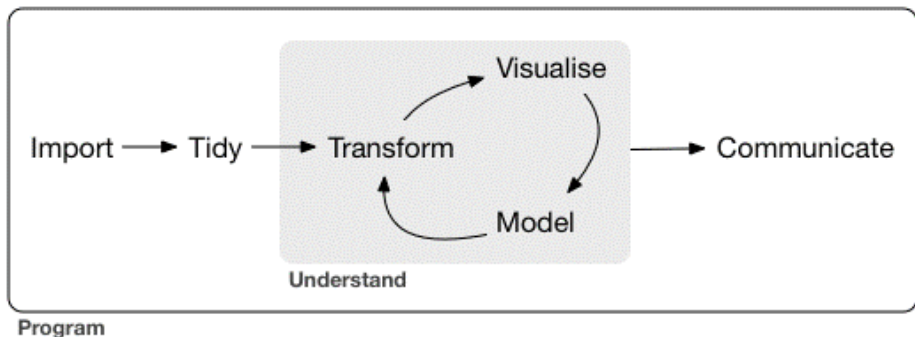 Visualise
Import Tidy Transform Communicate
Model
Understand
Program